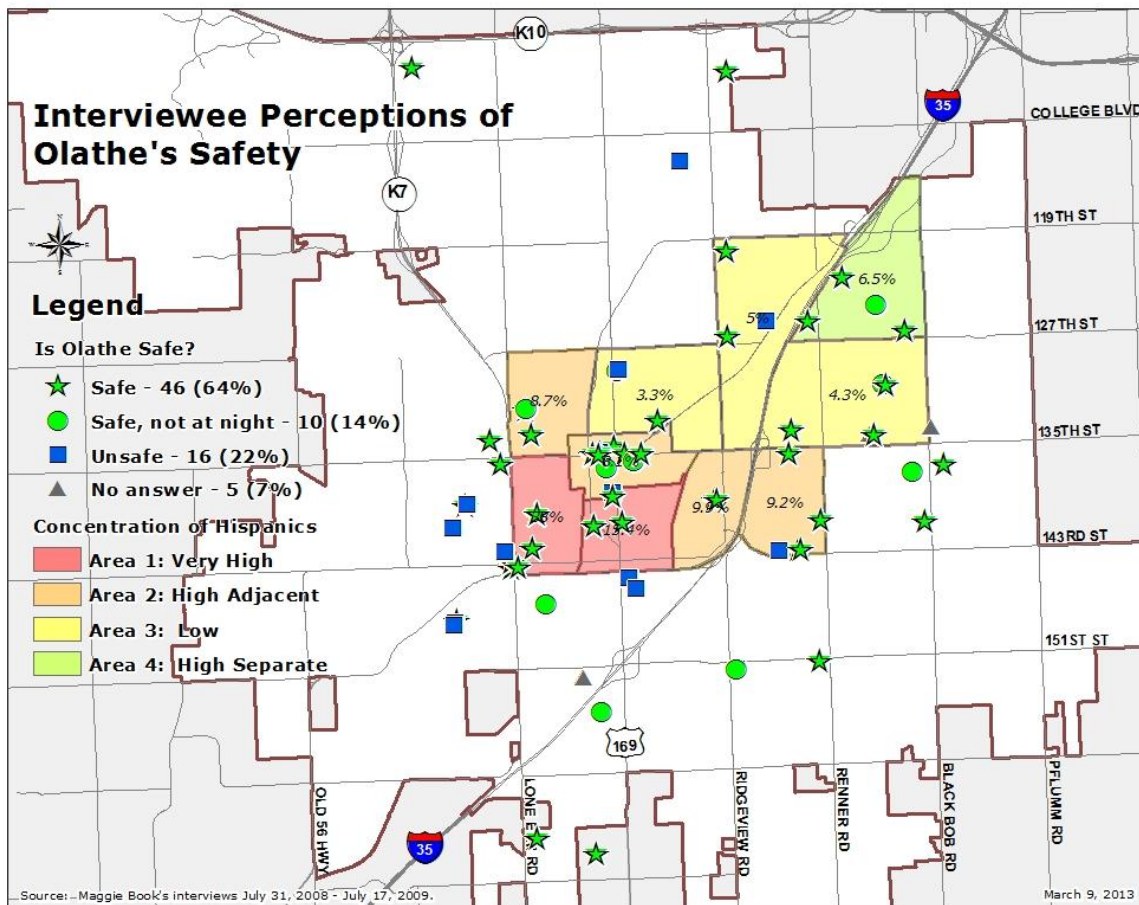 K10
Interviewee Perceptions of
Olathe's Safety
35
COLLEGE BLVD
K7
119TH ST
Legend
6.5%
Is Olathe Safe?
5%
127TH ST
Safe - 46 (64%)
8.7%
3.3%
4.3%
Safe, not at night - 10 (14%)
135TH ST
Unsafe - 16 (22%)
No answer - 5 (7%)
9.2%
Concentration of Hispanics
143RD ST
Area 1: Very High
Area 2: High Adjacent
Area 3: Low
151ST ST
Area 4: High Separate
169
OLD 56 HWY
RD
RIDGEVIEW RD
RENNER RD
BLACK BOB RD
PFLUMM RD
LONE
35
Source: Maggie Book's interviews July 31, 2008 - July 17, 2009.
March 9, 2013